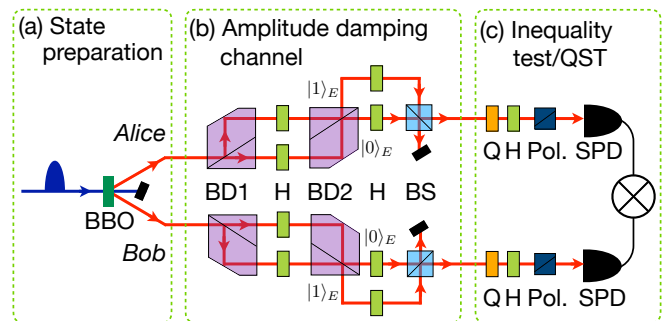 (a) State
preparation
(b) Amplitude damping
channel
(c) Inequality
test/QST
|1⟩E
Alice
|0⟩E
Q H Pol. SPD
BD1 H BD2 H BS
BBO
Bob
|0⟩E
|1⟩E
Q H Pol. SPD